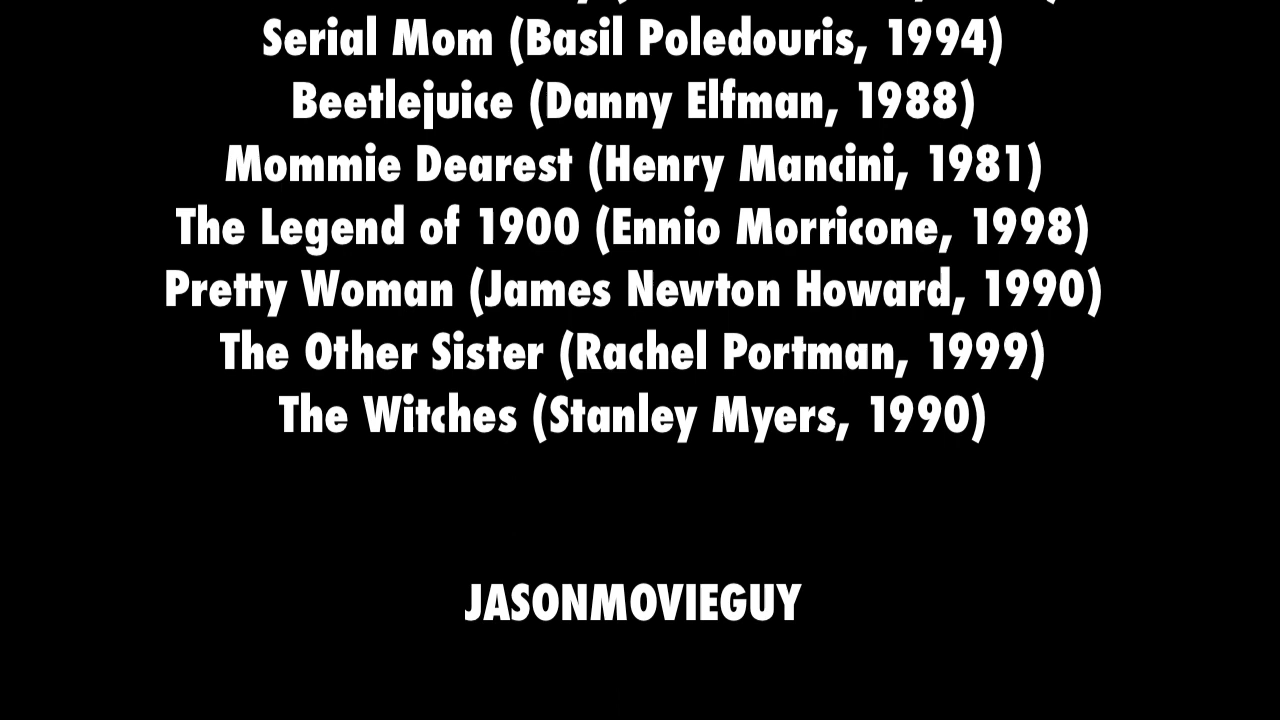 Serial Mom (Basil Poledouris, 1994)
Beetlejuice (Danny Elfman, 1988)
Mommie Dearest (Henry Mancini, 1981)
The Legend of 1900 (Ennio Morricone, 1998)
Pretty Woman (James Newton Howard, 1990)
The Other Sister (Rachel Portman, 1999)
The Witches (Stanley Myers, 1990)
JASONMOVIEGUY